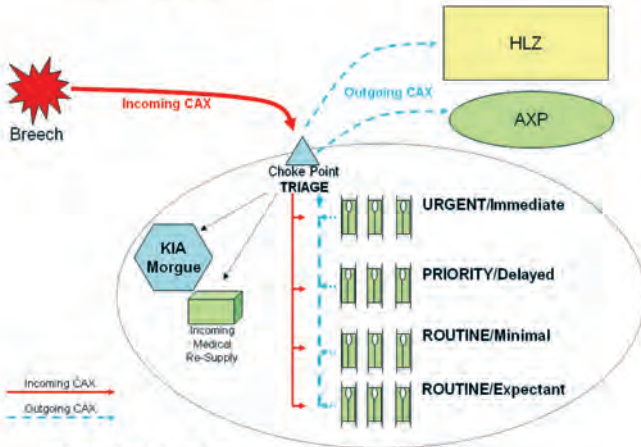 HLZ
Incoming CAX
Outgoing CAX
Breech
AXP
Choke Point
TRIAGE
URGENT/Immediate
KIA
Morgue
PRIORITY/Delayed
Incoming
Medical
Re-Supply
ROUTINE/Minimal
Incoming CAX
ROUTINE/Expectant
Outgoing CAX